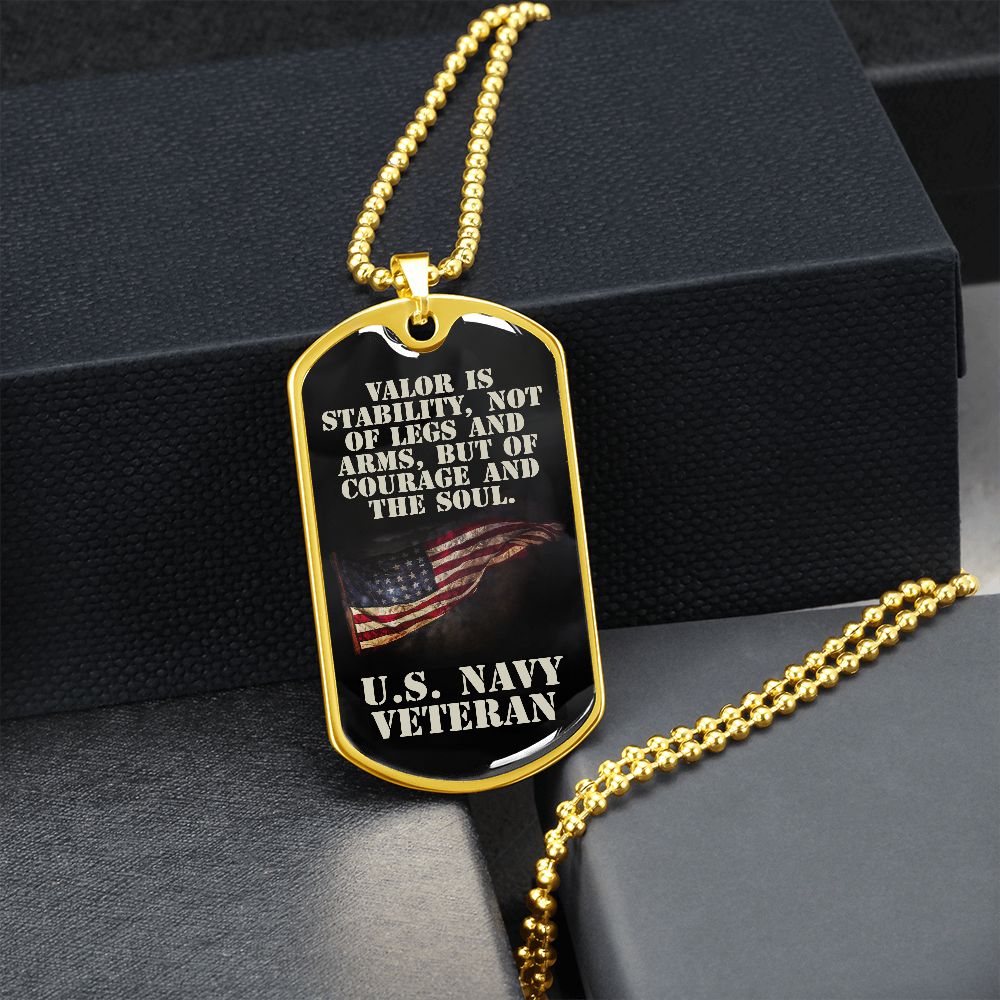 VALOR IS
STABILITY, NOT
OF LEGS AND
ARMS, BUT OF
COURAGE AND
THE SOUL.
U.S. NAVY
VETERAN